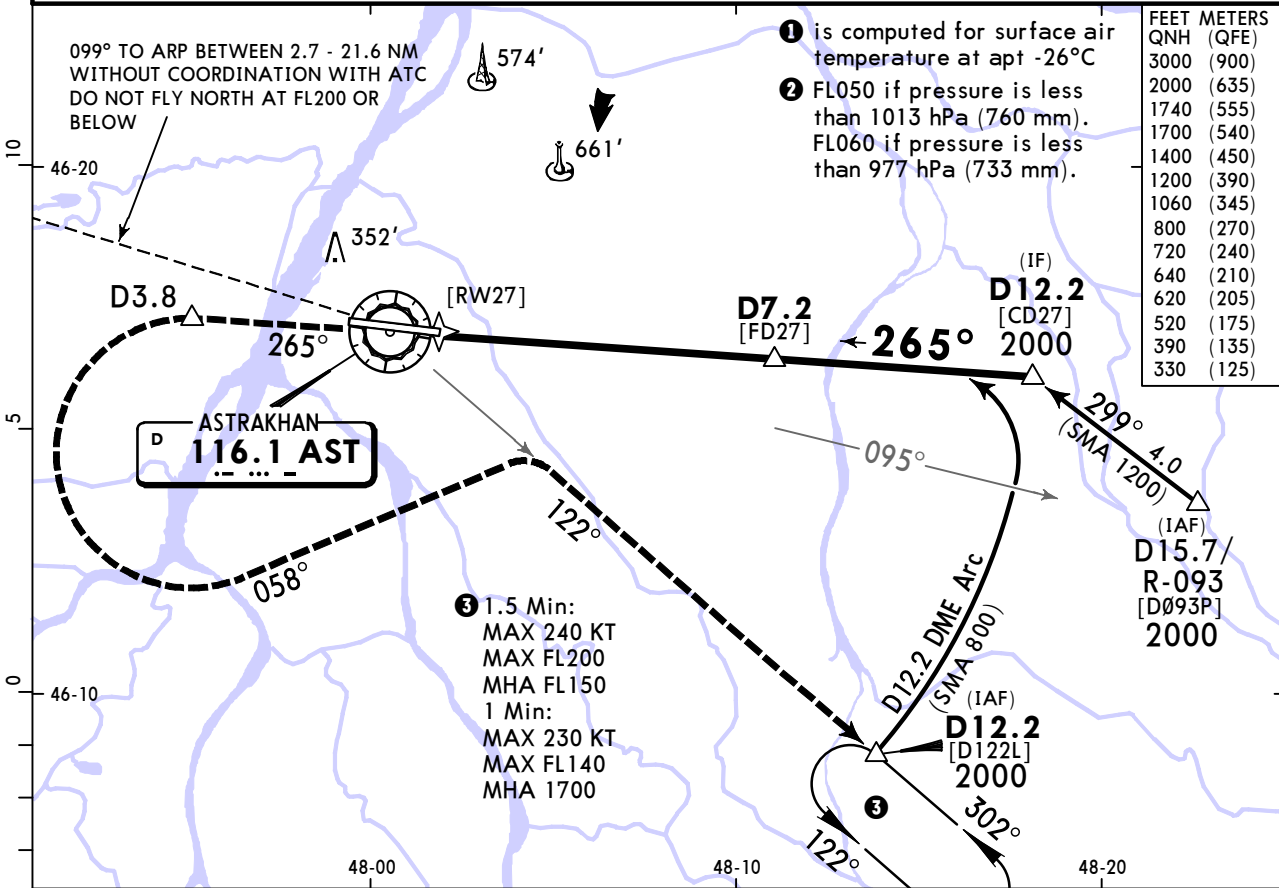 099° TO ARP BETWEEN 2.7 - 21.6 NM
WITHOUT COORDINATION WITH ATC
DO NOT FLY NORTH AT FL200 OR
BELOW
574'
661'
352'
❶ is computed for surface air
temperature at apt -26°C
❷ FL050 if pressure is less
than 1013 hPa (760 mm).
FL060 if pressure is less
than 977 hPa (733 mm).
FEET METERS
QNH (QFE)
3000 (900)
2000 (635)
1740 (555)
1700 (540)
1400 (450)
1200 (390)
1060 (345)
800 (270)
720 (240)
640 (210)
620 (205)
520 (175)
390 (135)
330 (125)
10
46-20
D3.8
265°
[RW27]
D7.2
[FD27]
265°
(IF)
D12.2
[CD27]
2000
5
ASTRAKHAN
D 116.1 AST
299° 4.0
(SMA 1200)
095°
(IAF)
D15.7/
R-093
[DØ93P]
2000
122°
058°
D12.2 DME Arc
(SMA 800)
❸ 1.5 Min:
MAX 240 KT
MAX FL200
MHA FL150
1 Min:
MAX 230 KT
MAX FL140
MHA 1700
0
46-10
(IAF)
D12.2
[D122L]
2000
❸
302°
122°
48-00
48-10
48-20